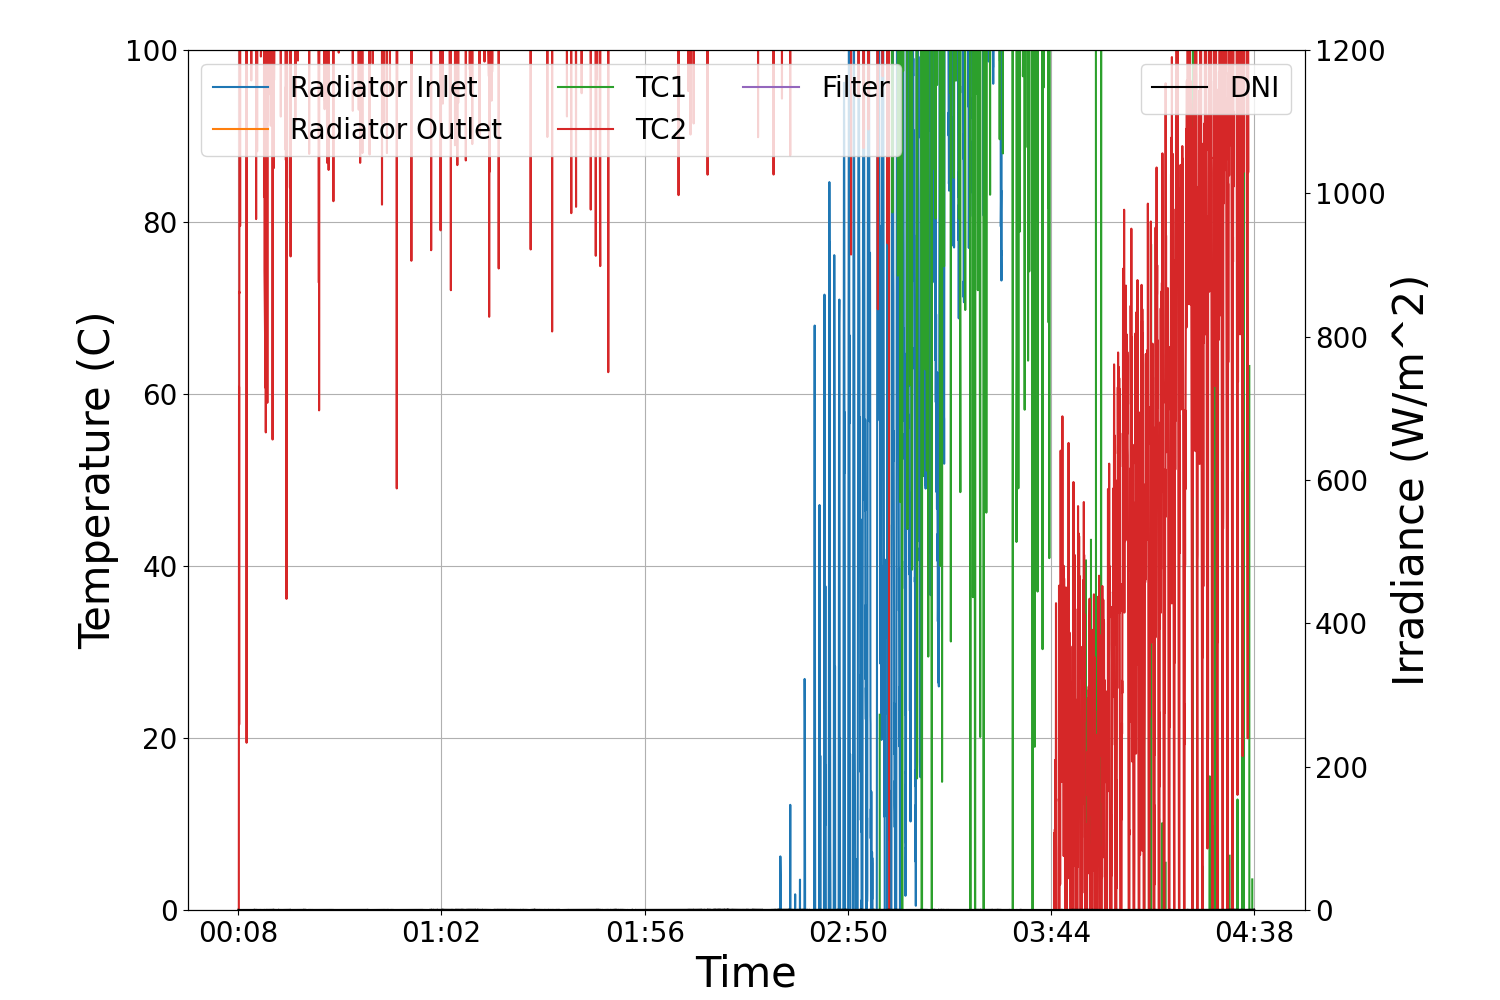 100
80
60
40
20
0
Temperature (C)
Radiator Inlet
Radiator Outlet
TC1
TC2
Filter
DNI
1200
1000
800
600
400
200
0
Irradiance (W/m^2)
00:08
01:02
01:56
02:50
03:44
04:38
Time